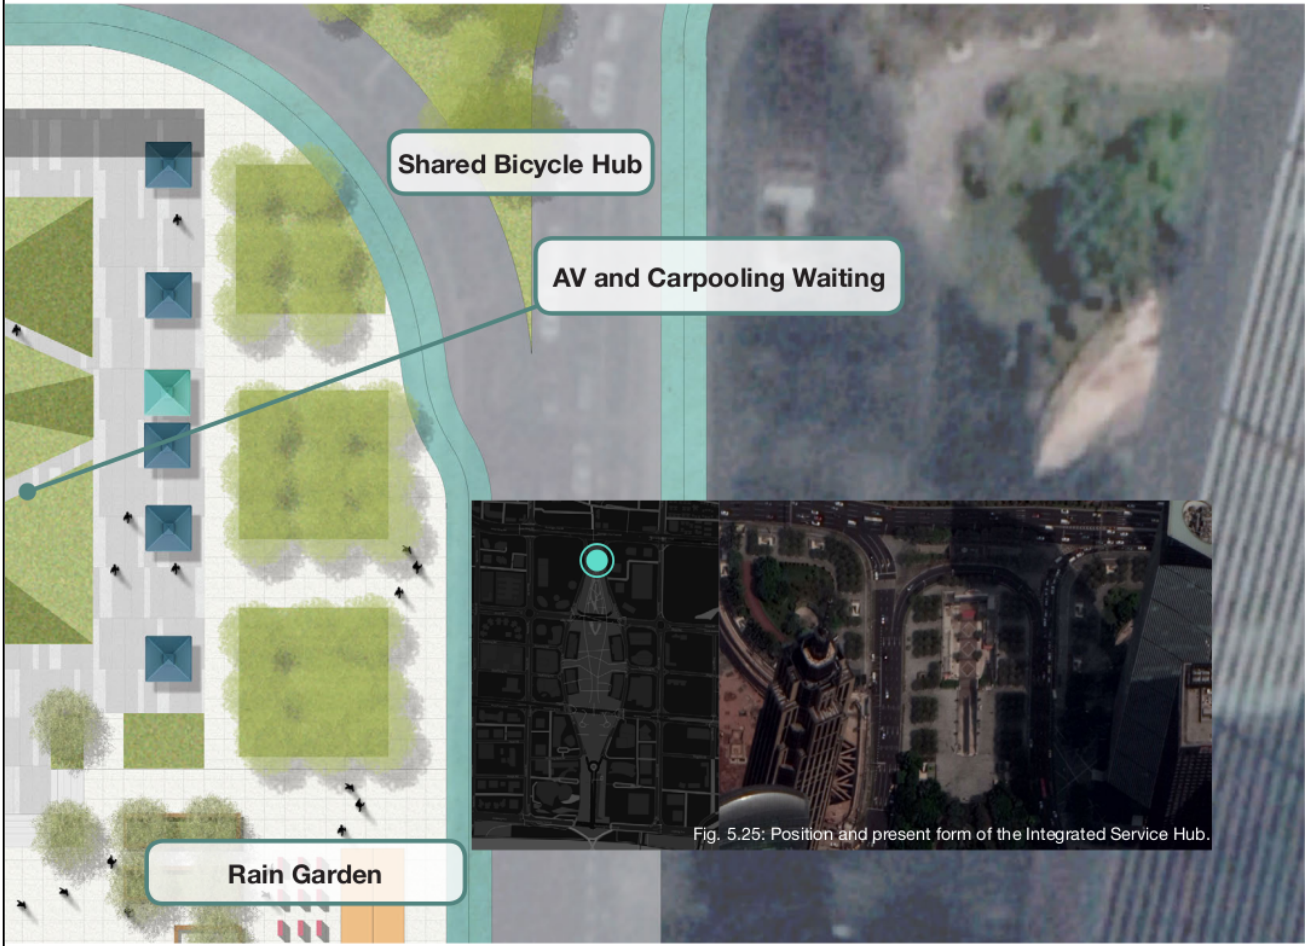 Shared Bicycle Hub
AV and Carpooling Waiting
Fig. 5.25: Position and present form of the Integrated Service Hub.
Rain Garden